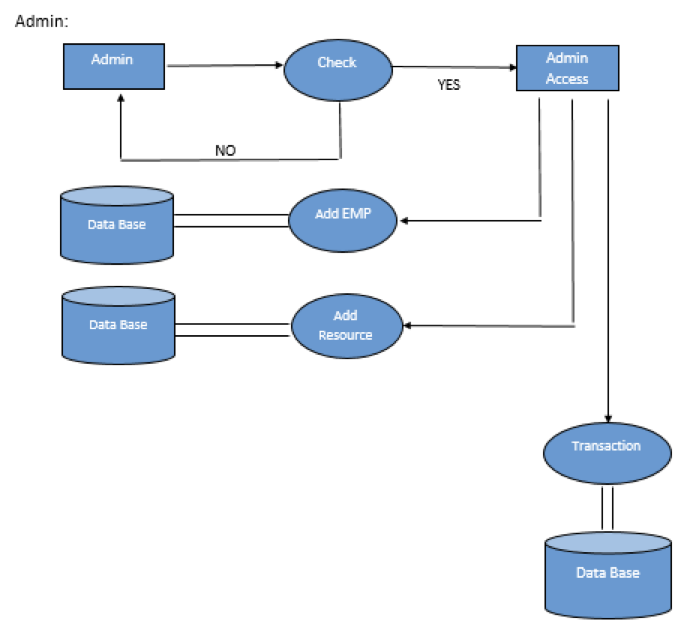 Admin:
Admin
Check
Admin
Access
YES
NO
Data Base
Add EMP
Data Base
Add
Resource
Transaction
Data Base